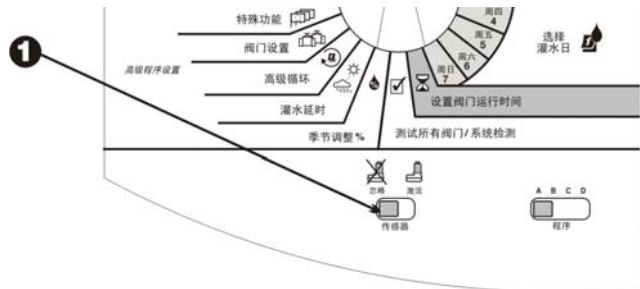 特殊功能
阀门设置
高级程序设置
高级循环
灌水延时
季节调整%
测试所有阀门/系统检测
设置阀门运行时间
周四
4
周五
5
周六
6
周日
7
选择
灌水日
1
忽略 激活
传感器
A B C D
程序